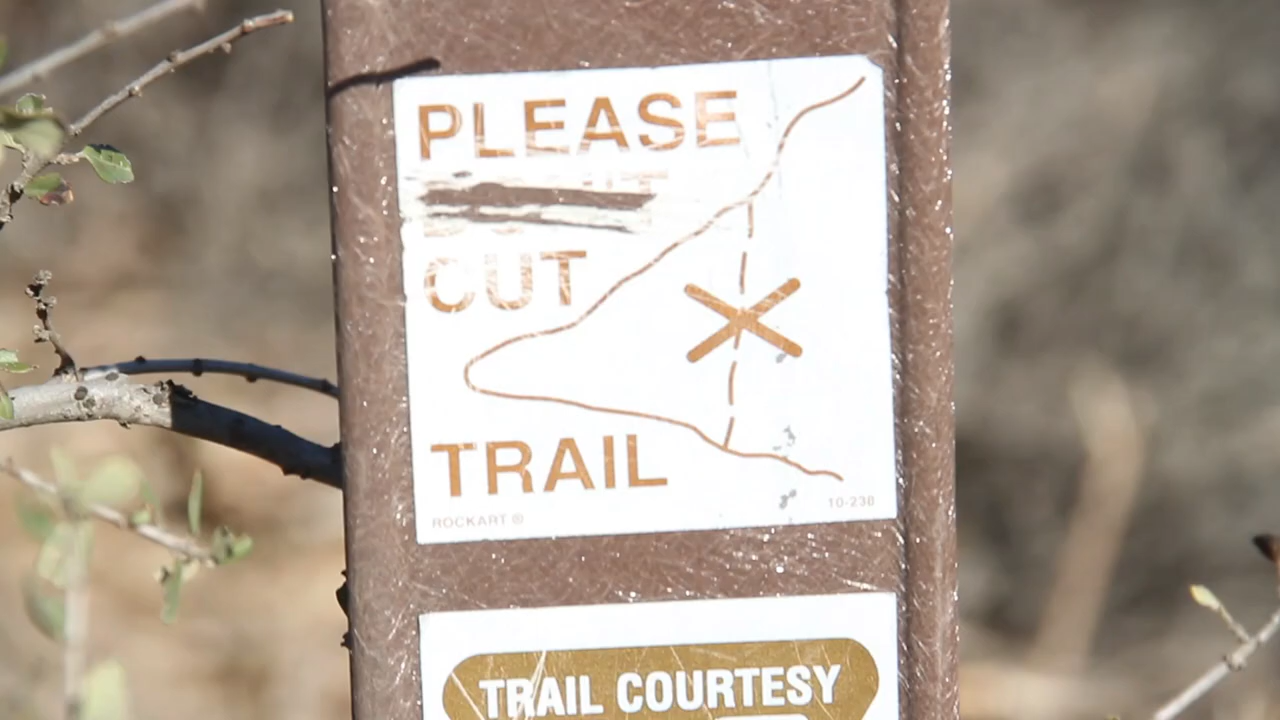 PLEASE
CUT
TRAIL
ROCKART ®
10-238
TRAIL COURTESY